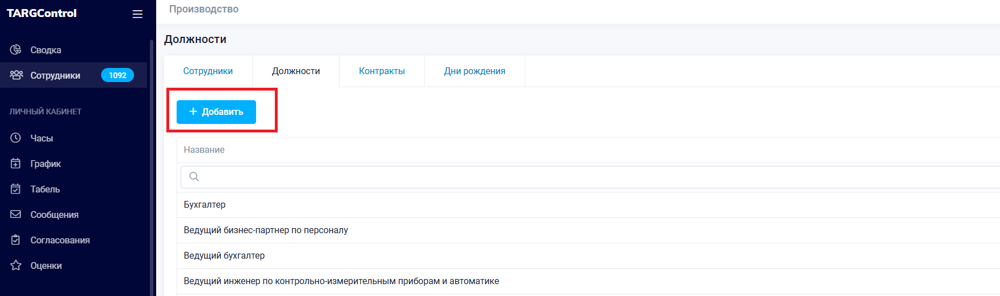 TARGControl
Производство
Сводка
Сотрудники 1092
ЛИЧНЫЙ КАБИНЕТ
Часы
График
Табель
Сообщения
Согласования
Оценки
Должности
Сотрудники Должности Контракты Дни рождения
+ Добавить
Название
Бухгалтер
Ведущий бизнес-партнер по персоналу
Ведущий бухгалтер
Ведущий инженер по контрольно-измерительным приборам и автоматике